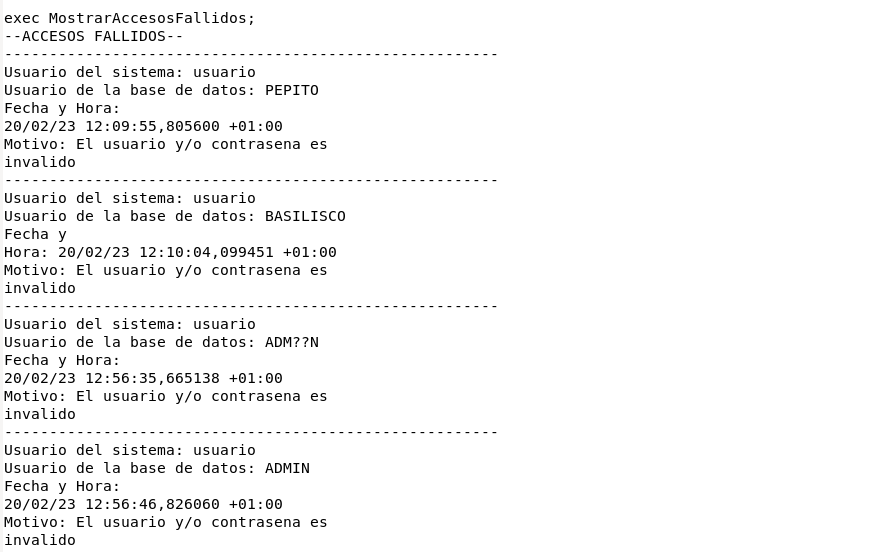 exec MostrarAccesosFallidos;
--ACCESOS FALLIDOS--
-------------------------------------------------------
Usuario del sistema: usuario
Usuario de la base de datos: PEPITO
Fecha y Hora:
20/02/23 12:09:55,805600 +01:00
Motivo: El usuario y/o contrasena es
invalido
-------------------------------------------------------
Usuario del sistema: usuario
Usuario de la base de datos: BASILISCO
Fecha y
Hora: 20/02/23 12:10:04,099451 +01:00
Motivo: El usuario y/o contrasena es
invalido
-------------------------------------------------------
Usuario del sistema: usuario
Usuario de la base de datos: ADM??N
Fecha y Hora:
20/02/23 12:56:35,665138 +01:00
Motivo: El usuario y/o contrasena es
invalido
-------------------------------------------------------
Usuario del sistema: usuario
Usuario de la base de datos: ADMIN
Fecha y Hora:
20/02/23 12:56:46,826060 +01:00
Motivo: El usuario y/o contrasena es
invalido